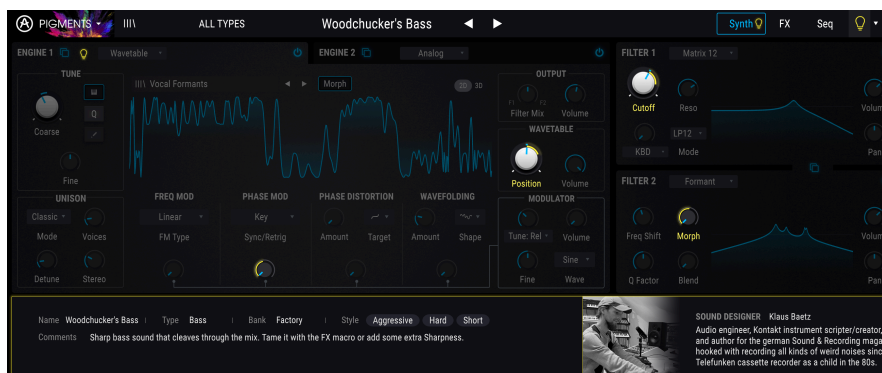 PIGMENTS
ALL TYPES
Woodchucker's Bass
Synth
FX
Seq
ENGINE 1
Wavetable
ENGINE 2
Analog
FILTER 1
Matrix 12
TUNE
Coarse
Q
Fine
Vocal Formants
Morph
2D 3D
OUTPUT
F1 F2
Filter Mix
Volume
WAVETABLE
Position
Volume
Cutoff
Reso
Volum
KBD
LP12
Mode
Pan
FILTER 2
Formant
UNISON
Classic
Mode
Voices
Detune
Stereo
FREQ MOD
Linear
FM Type
PHASE MOD
Key
Sync/Retrig
PHASE DISTORTION
Amount
Target
WAVEFOLDING
Amount
Shape
MODULATOR
Tune: Rel
Volume
Sine
Fine
Wave
Freq Shift
Morph
Volum
Q Factor
Blend
Pan
Name Woodchucker's Bass Type Bass Bank Factory Style Aggressive Hard Short
Comments Sharp bass sound that cleaves through the mix. Tame it with the FX macro or add some extra Sharpness.
SOUND DESIGNER Klaus Baetz
Audio engineer, Kontakt instrument scripter/creator,
and author for the german Sound & Recording maga
hooked with recording all kinds of weird noises sinc
Telefunken cassette recorder as a child in the 80s.